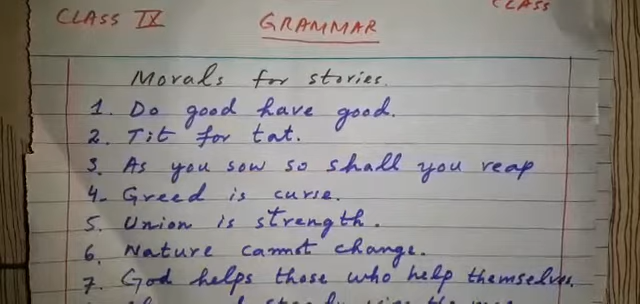 CLASS IX GRAMMAR CLASS
Morals for stories.
1. Do good have good.
2. Tit for tat.
3. As you sow so shall you reap
4. Greed is curse.
5. Union is strength.
6. Nature cannot change.
7. God helps those who help themselves.